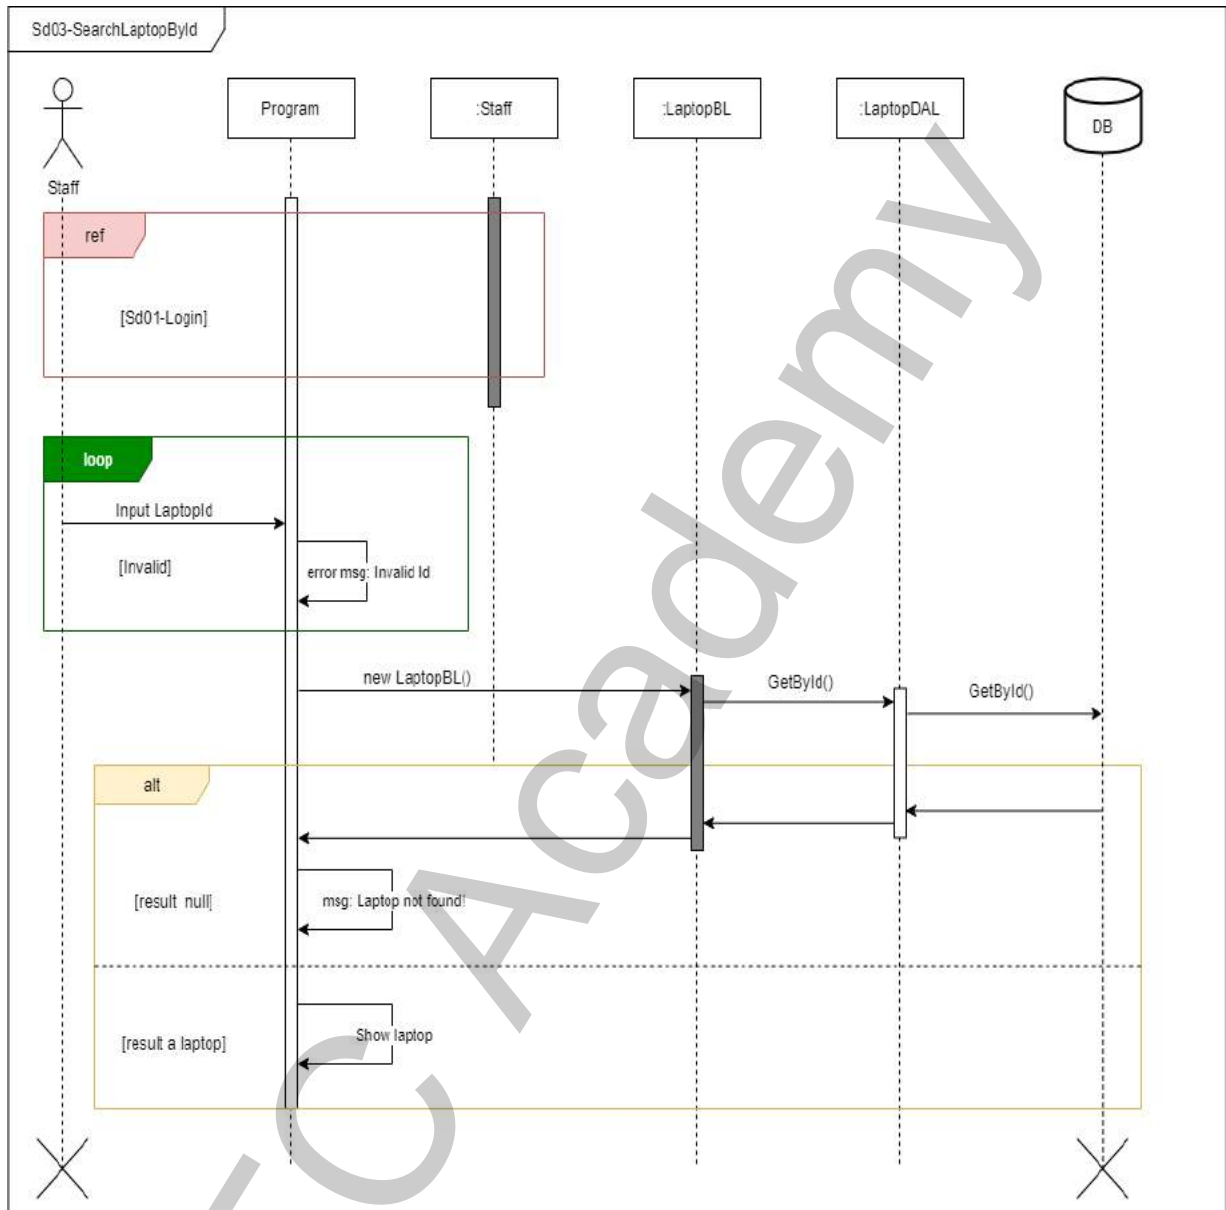 Sd03-SearchLaptopById
Program
:Staff
:LaptopBL
:LaptopDAL
DB
Staff
ref
[Sd01-Login]
loop
Input LaptopId
[Invalid]
error msg: Invalid Id
new LaptopBL()
GetById()
GetById()
alt
[result null]
msg: Laptop not found!
[result a laptop]
Show laptop
TC Academy